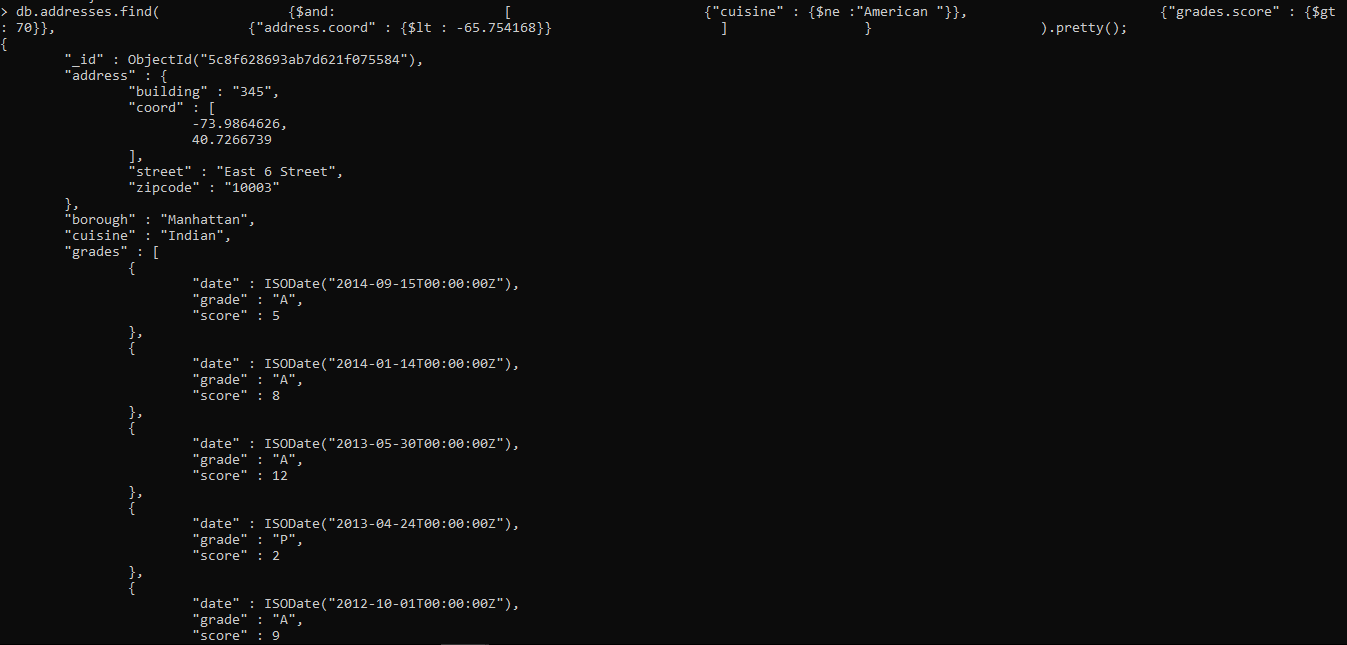 > db.addresses.find(                {$and:                     [                        {"cuisine" : {$ne :"American "}},                        {"grades.score" : {$gt
: 70}},                        {"address.coord" : {$lt : -65.754168}}                     ]                 }                     ).pretty();
{
        "_id" : ObjectId("5c8f628693ab7d621f075584"),
        "address" : {
                "building" : "345",
                "coord" : [
                        -73.9864626,
                        40.7266739
                ],
                "street" : "East 6 Street",
                "zipcode" : "10003"
        },
        "borough" : "Manhattan",
        "cuisine" : "Indian",
        "grades" : [
                {
                        "date" : ISODate("2014-09-15T00:00:00Z"),
                        "grade" : "A",
                        "score" : 5
                },
                {
                        "date" : ISODate("2014-01-14T00:00:00Z"),
                        "grade" : "A",
                        "score" : 8
                },
                {
                        "date" : ISODate("2013-05-30T00:00:00Z"),
                        "grade" : "A",
                        "score" : 12
                },
                {
                        "date" : ISODate("2013-04-24T00:00:00Z"),
                        "grade" : "P",
                        "score" : 2
                },
                {
                        "date" : ISODate("2012-10-01T00:00:00Z"),
                        "grade" : "A",
                        "score" : 9